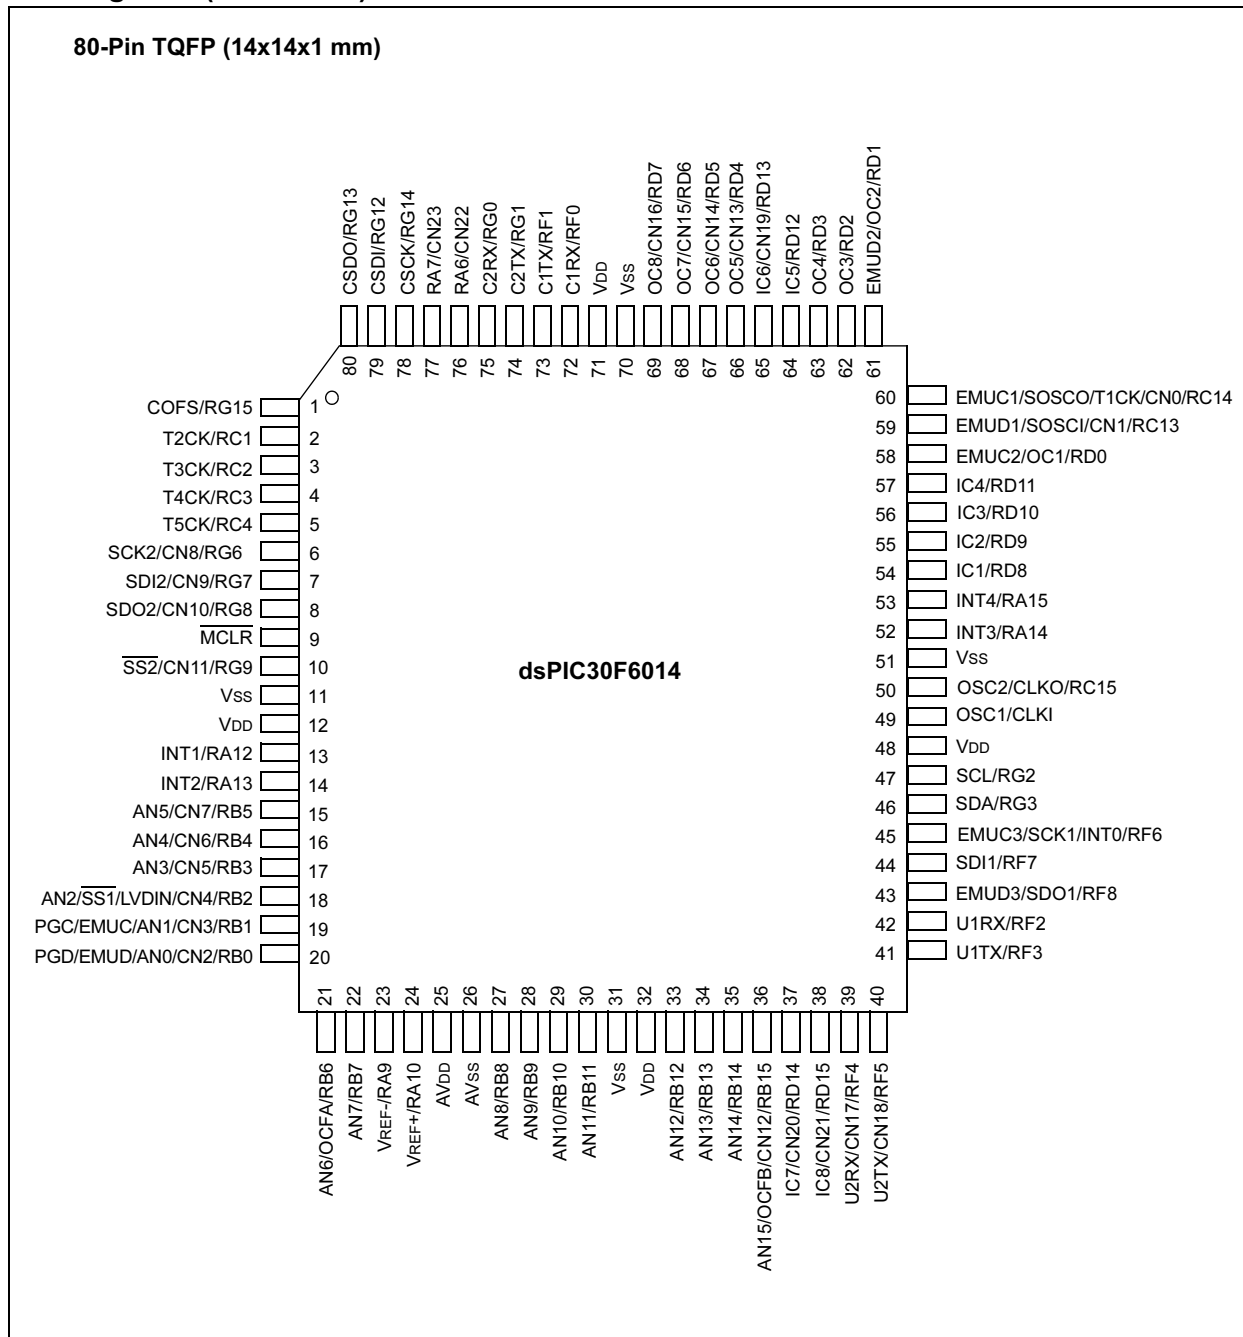 80-Pin TQFP (14x14x1 mm)
CSDO/RG13
CSDI/RG12
CSCK/RG14
RA7/CN23
RA6/CN22
C2RX/RG0
C2TX/RG1
C1TX/RF1
C1RX/RF0
VDD
VSS
OC8/CN16/RD7
OC7/CN15/RD6
OC6/CN14/RD5
OC5/CN13/RD4
IC6/CN19/RD13
IC5/RD12
OC4/RD3
OC3/RD2
EMUD2/OC2/RD1
80
79
78
77
76
75
74
73
72
71
70
69
68
67
66
65
64
63
62
61
COFS/RG15 1
T2CK/RC1 2
T3CK/RC2 3
T4CK/RC3 4
T5CK/RC4 5
SCK2/CN8/RG6 6
SDI2/CN9/RG7 7
SDO2/CN10/RG8 8
MCLR 9
SS2/CN11/RG9 10
VSS 11
VDD 12
INT1/RA12 13
INT2/RA13 14
AN5/CN7/RB5 15
AN4/CN6/RB4 16
AN3/CN5/RB3 17
AN2/SS1/LVDIN/CN4/RB2 18
PGC/EMUC/AN1/CN3/RB1 19
PGD/EMUD/AN0/CN2/RB0 20
dsPIC30F6014
60 EMUC1/SOSCO/T1CK/CN0/RC14
59 EMUD1/SOSCI/CN1/RC13
58 EMUC2/OC1/RD0
57 IC4/RD11
56 IC3/RD10
55 IC2/RD9
54 IC1/RD8
53 INT4/RA15
52 INT3/RA14
51 VSS
50 OSC2/CLKO/RC15
49 OSC1/CLKI
48 VDD
47 SCL/RG2
46 SDA/RG3
45 EMUC3/SCK1/INT0/RF6
44 SDI1/RF7
43 EMUD3/SDO1/RF8
42 U1RX/RF2
41 U1TX/RF3
21
22
23
24
25
26
27
28
29
30
31
32
33
34
35
36
37
38
39
40
AN6/OCFA/RB6
AN7/RB7
VREF-/RA9
VREF+/RA10
AVDD
AVSS
AN8/RB8
AN9/RB9
AN10/RB10
AN11/RB11
VSS
VDD
AN12/RB12
AN13/RB13
AN14/RB14
AN15/OCFB/CN12/RB15
IC7/CN20/RD14
IC8/CN21/RD15
U2RX/CN17/RF4
U2TX/CN18/RF5